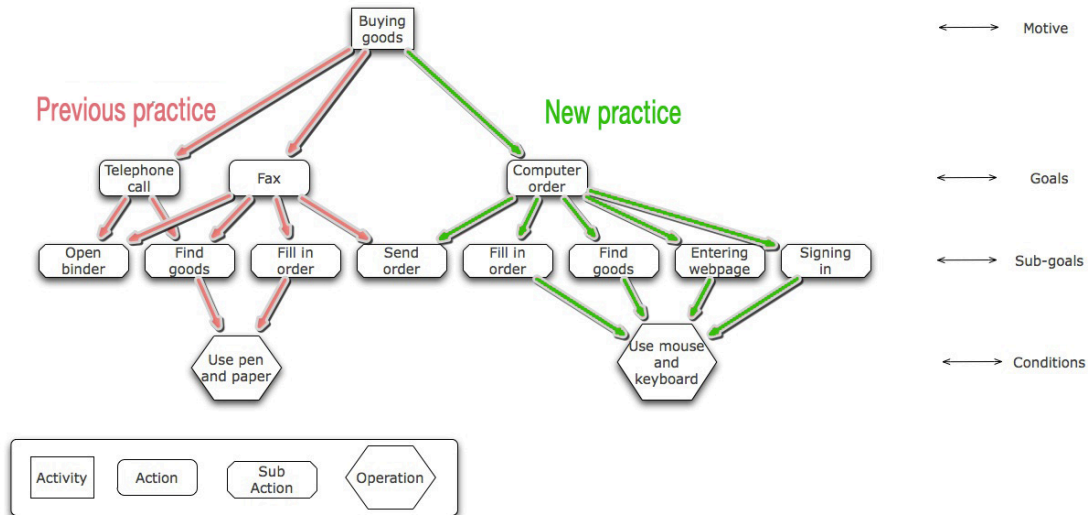 Buying
goods
Motive
Previous practice
New practice
Telephone
call
Fax
Computer
order
Goals
Open
binder
Find
goods
Fill in
order
Send
order
Fill in
order
Find
goods
Entering
webpage
Signing
in
Sub-goals
Use pen
and paper
Use mouse
and
keyboard
Conditions
Activity
Action
Sub
Action
Operation